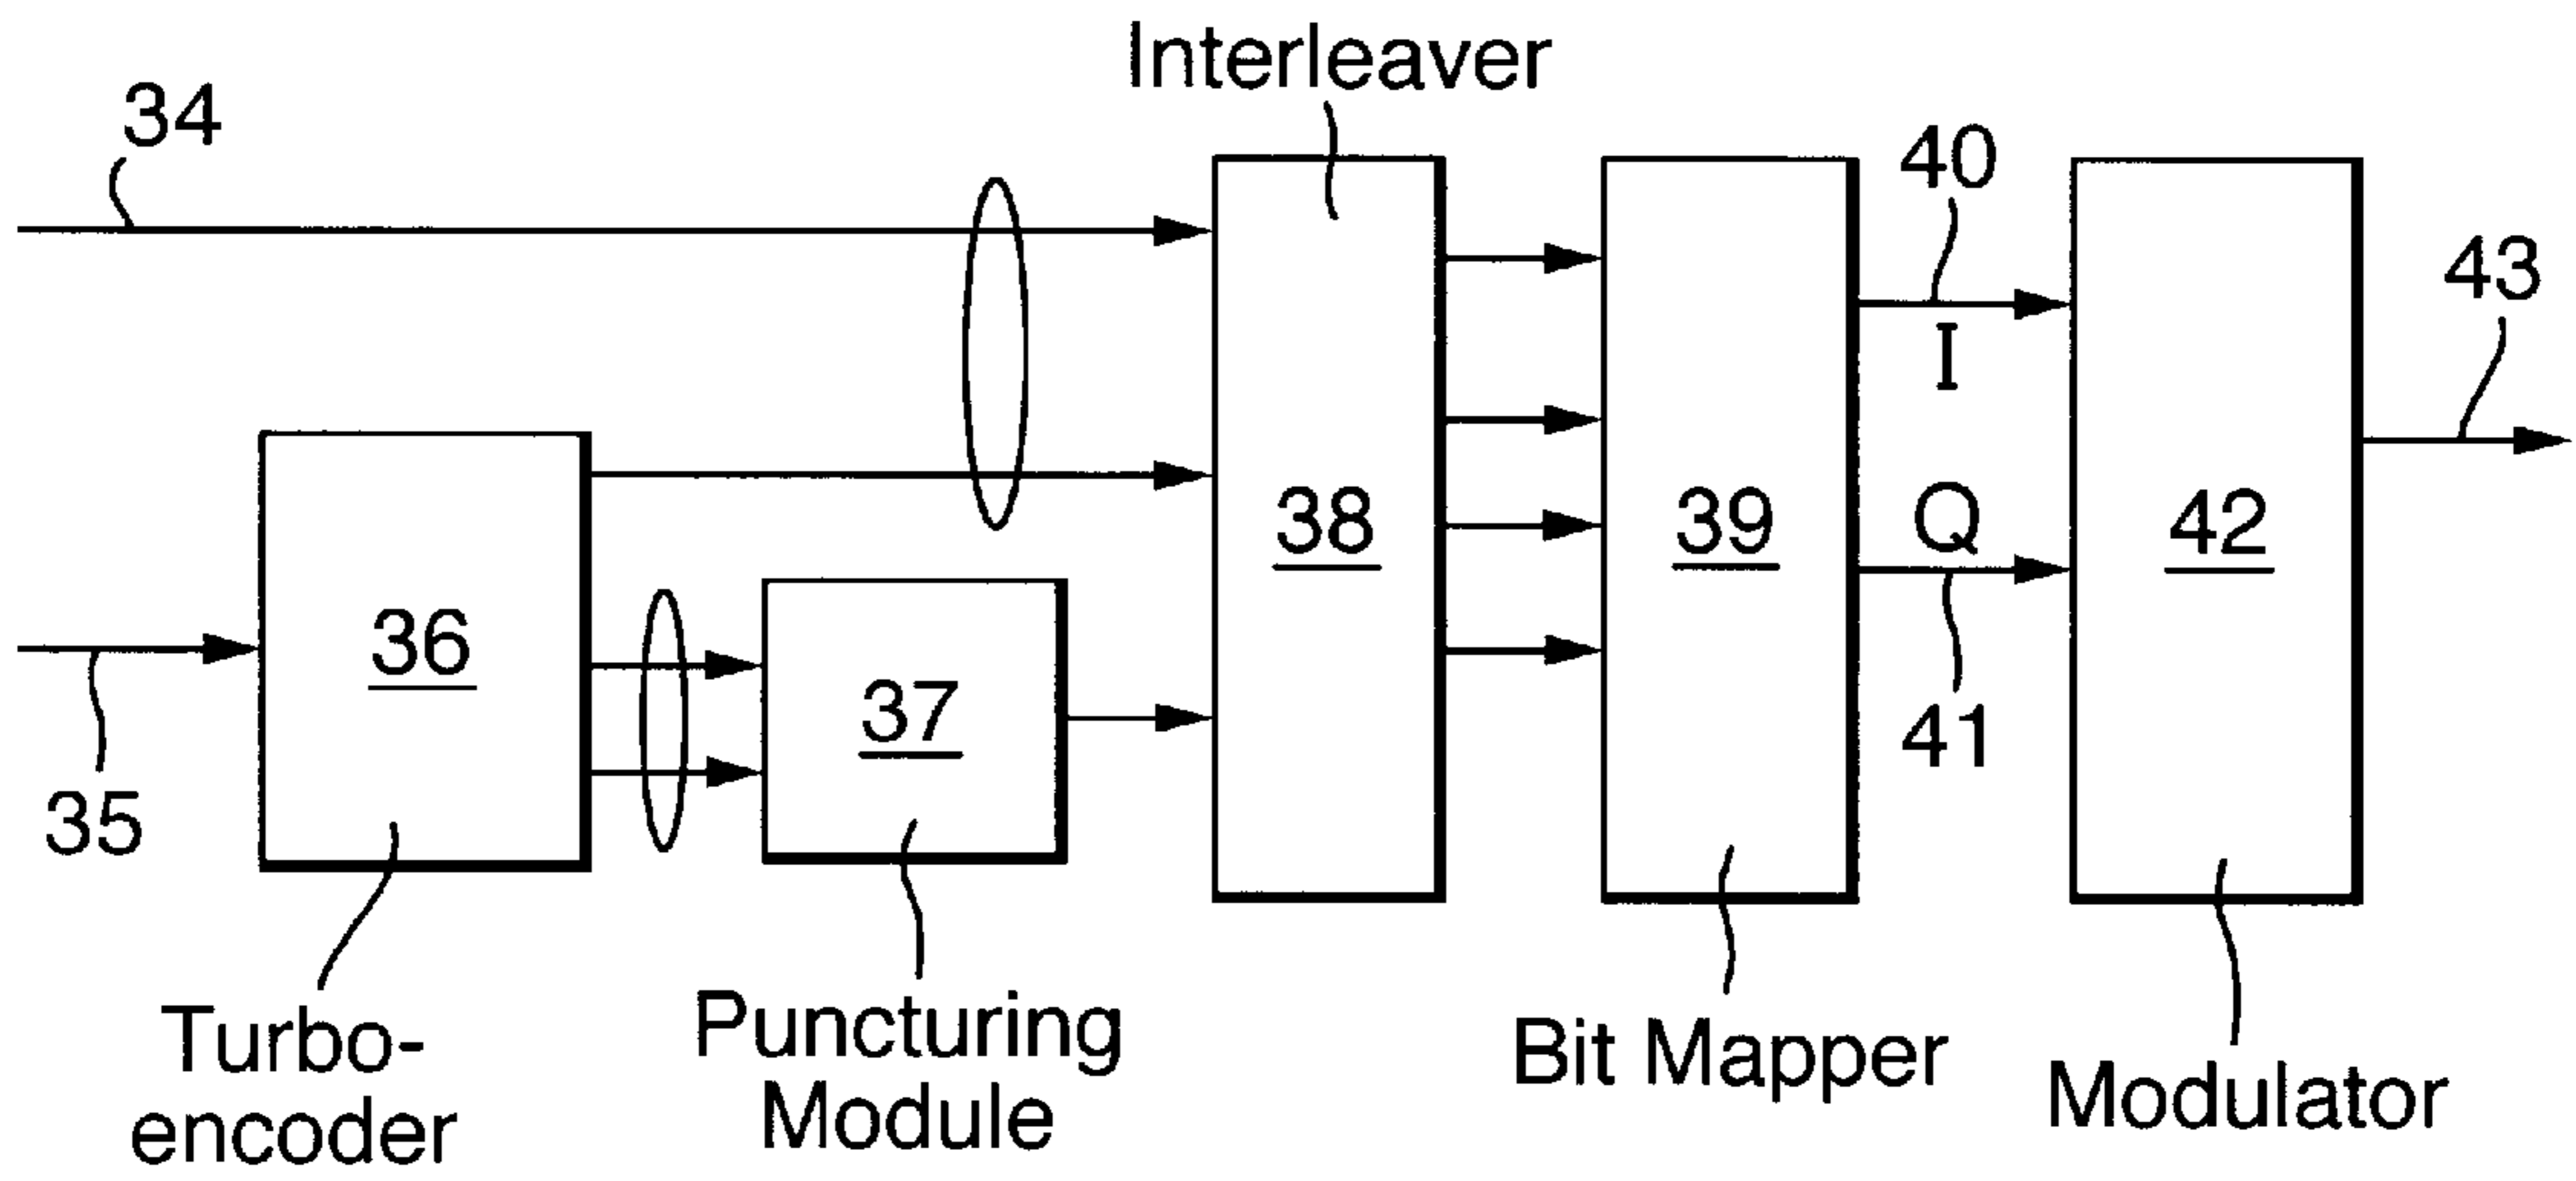 Interleaver
34
40
43
I
38
39
Q
42
36
37
35
41
Turbo-
encoder
Puncturing
Module
Bit Mapper
Modulator